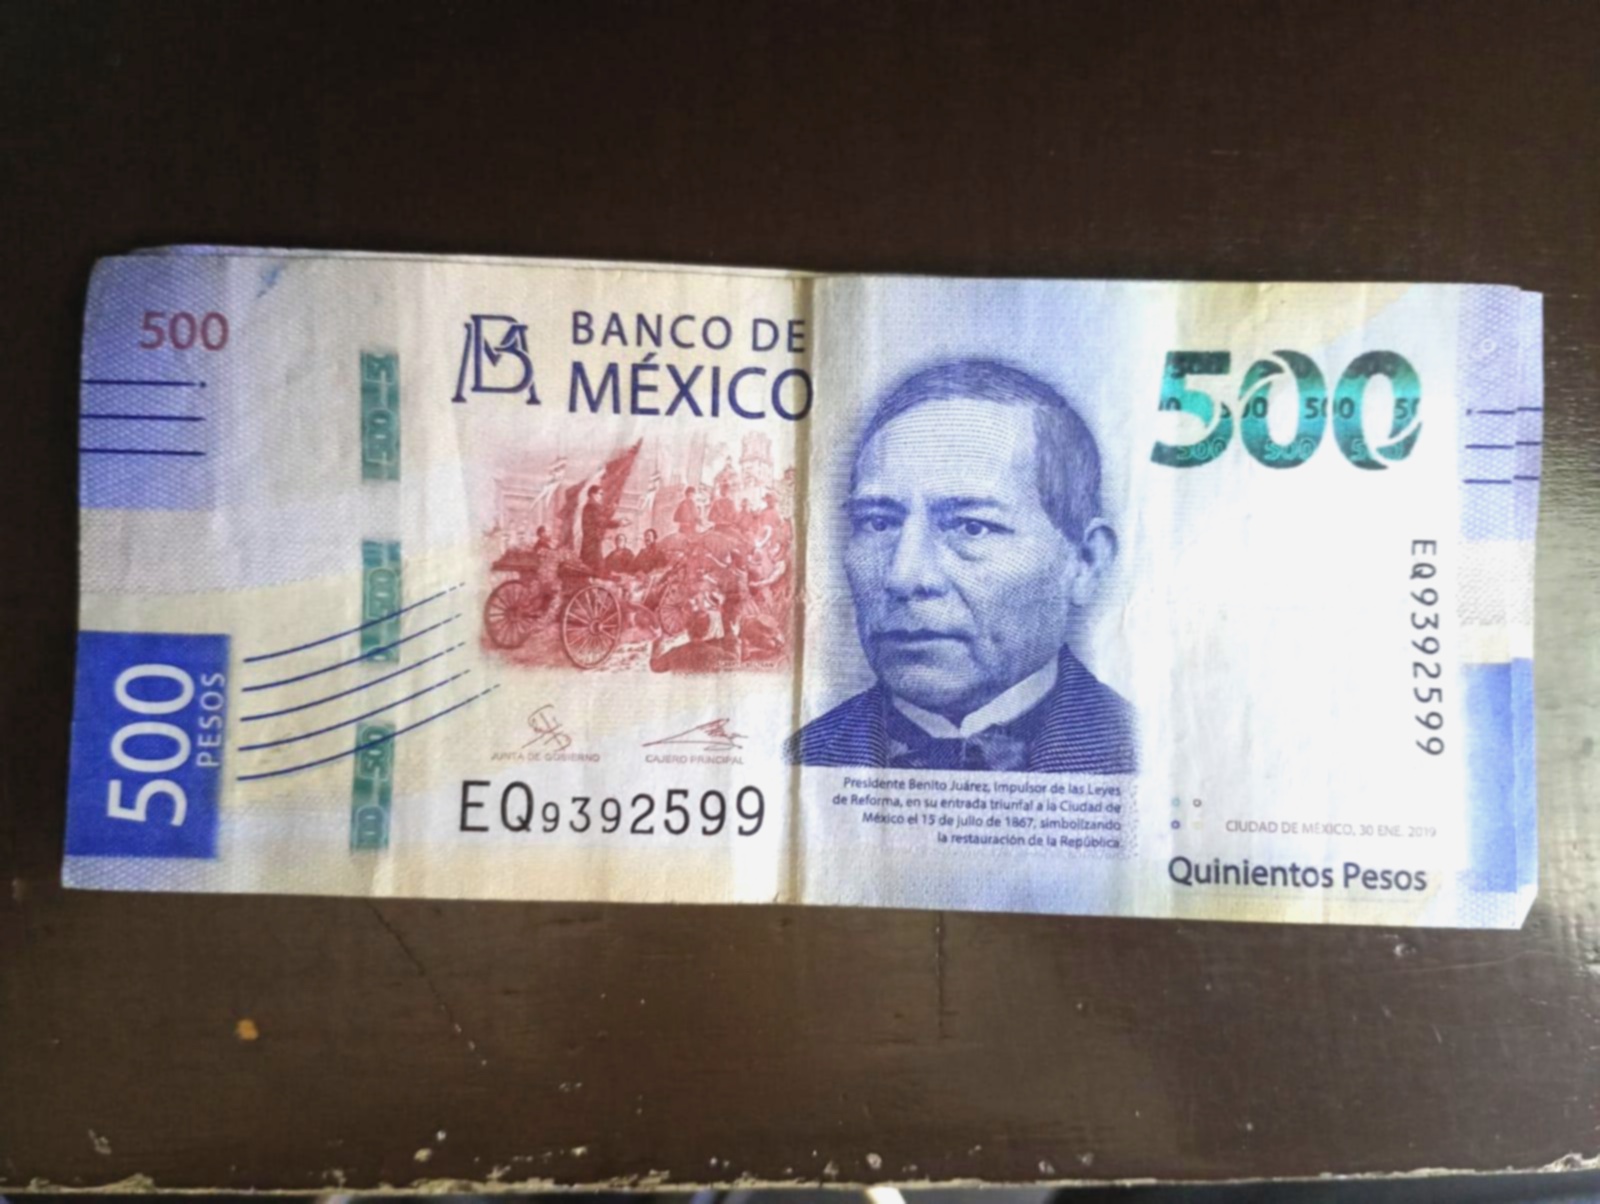 500
BANCO DE
MÉXICO
500
500 PESOS
JUNTA DE GOBIERNO
CAJERO PRINCIPAL
EQ9392599
Presidente Benito Juárez, Impulsor de las Leyes
de Reforma, en su entrada triunfal a la Ciudad de
México el 15 de julio de 1867, simbolizando
la restauración de la República.
EQ9392599
CIUDAD DE MÉXICO, 30 ENE. 2019
Quinientos Pesos